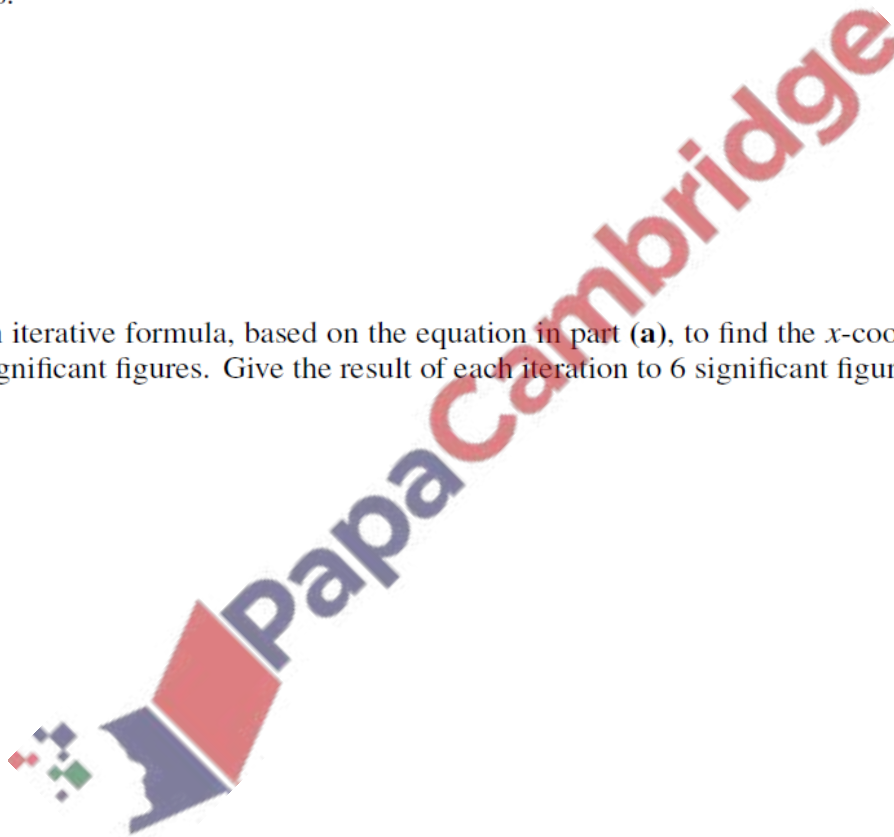 s.
iterative formula, based on the equation in part (a), to find the x-coo
gnificant figures. Give the result of each iteration to 6 significant figur
PapaCambridge